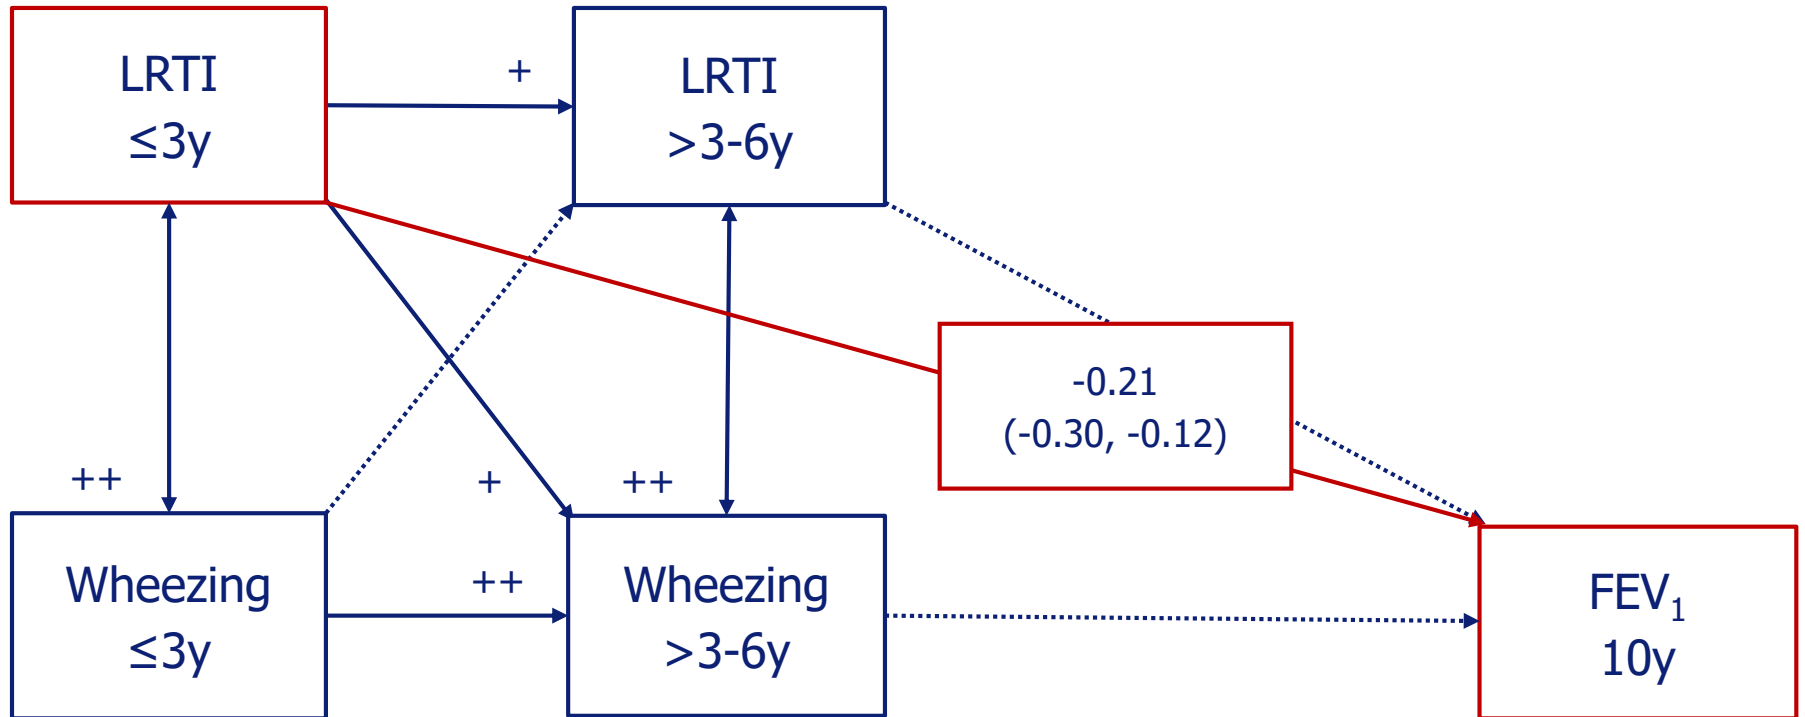 LRTI
≤3y
+
LRTI
>3-6y
-0.21
(-0.30, -0.12)
++
+
++
Wheezing
≤3y
++
Wheezing
>3-6y
FEV₁
10y